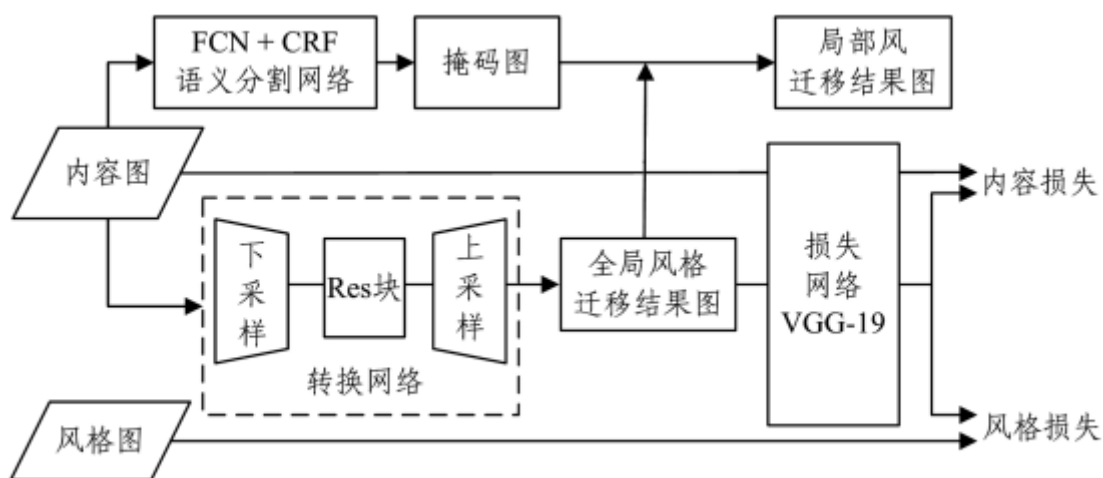 FCN + CRF
语义分割网络
掩码图
局部风
迁移结果图
内容图
内容损失
下采样
Res块
上采样
转换网络
全局风格
迁移结果图
损失
网络
VGG-19
风格图
风格损失